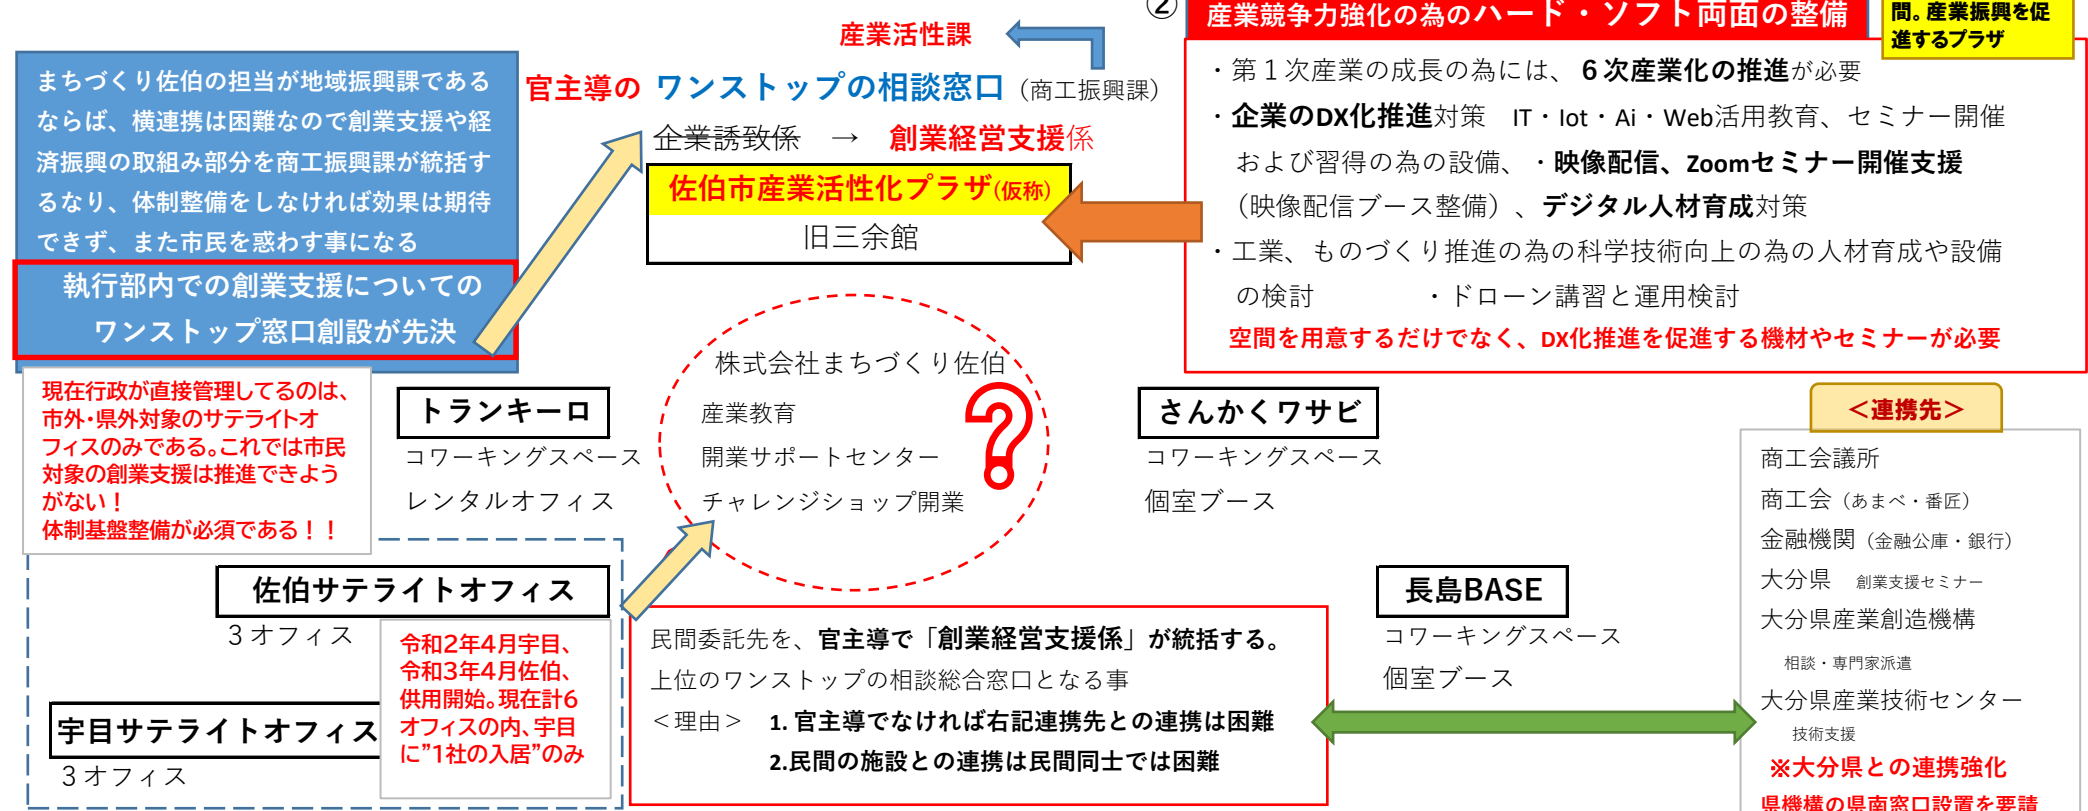 ②
産業競争力強化の為のハード・ソフト両面の整備
間。産業振興を促
進するプラザ
産業活性課
官主導の ワンストップの相談窓口（商工振興課）
企業誘致係 → 創業経営支援係
佐伯市産業活性化プラザ(仮称)
旧三余館
まちづくり佐伯の担当が地域振興課である
ならば、横連携は困難なので創業支援や経
済振興の取組み部分を商工振興課が統括す
るなり、体制整備をしなければ効果は期待
できず、また市民を惑わす事になる
執行部内での創業支援についての
ワンストップ窓口創設が先決
・第１次産業の成長の為には、６次産業化の推進が必要
・企業のDX化推進対策 IT・Iot・Ai・Web活用教育、セミナー開催
および習得の為の設備、・映像配信、Zoomセミナー開催支援
（映像配信ブース整備）、デジタル人材育成対策
・工業、ものづくり推進の為の科学技術向上の為の人材育成や設備
の検討 ・ドローン講習と運用検討
空間を用意するだけでなく、DX化推進を促進する機材やセミナーが必要
現在行政が直接管理してるのは、
市外・県外対象のサテライトオ
フィスのみである。これでは市民
対象の創業支援は推進できよう
がない！
体制基盤整備が必須である！！
トランキーロ
コワーキングスペース
レンタルオフィス
株式会社まちづくり佐伯
産業教育
開業サポートセンター
チャレンジショップ開業
?
さんかくワサビ
コワーキングスペース
個室ブース
＜連携先＞
商工会議所
商工会（あまべ・番匠）
金融機関（金融公庫・銀行）
大分県 創業支援セミナー
大分県産業創造機構
相談・専門家派遣
大分県産業技術センター
技術支援
※大分県との連携強化
県機構の県南窓口設置を要請
佐伯サテライトオフィス
３オフィス
令和2年4月宇目、
令和3年4月佐伯、
供用開始。現在計6
オフィスの内、宇目
に”1社の入居”のみ
宇目サテライトオフィス
３オフィス
民間委託先を、官主導で「創業経営支援係」が統括する。
上位のワンストップの相談総合窓口となる事
＜理由＞ 1. 官主導でなければ右記連携先との連携は困難
2.民間の施設との連携は民間同士では困難
長島BASE
コワーキングスペース
個室ブース